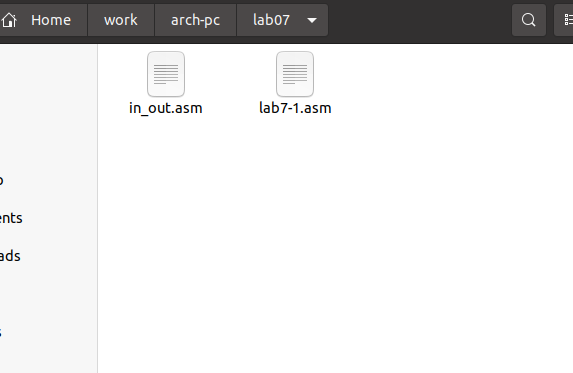 Home work arch-pc lab07
in_out.asm lab7-1.asm
ents
ads